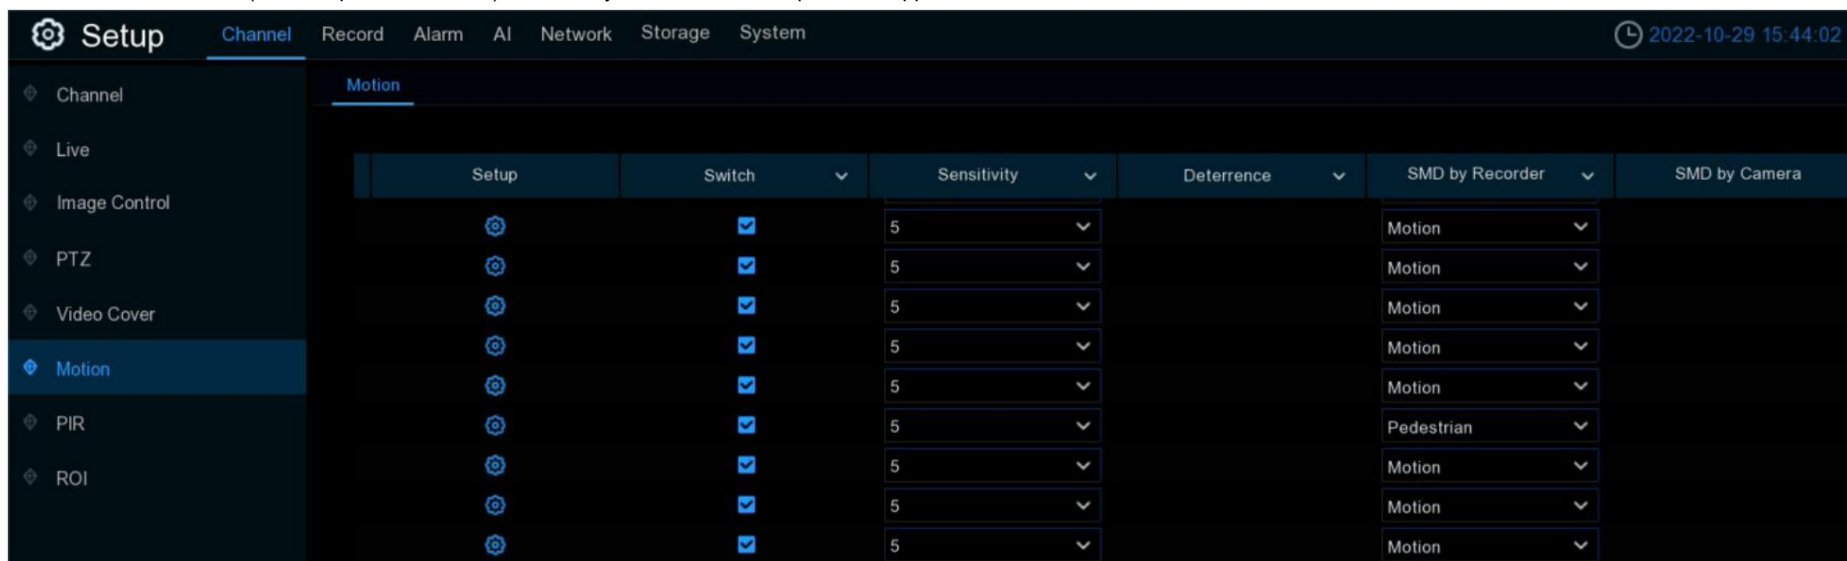 Setup Channel Record Alarm AI Network Storage System 2022-10-29 15:44:02
Channel
Motion
Live
Setup Switch Sensitivity Deterrence SMD by Recorder SMD by Camera
Image Control
5 Motion
PTZ
5 Motion
Video Cover
5 Motion
5 Motion
Motion
5 Motion
PIR
5 Pedestrian
ROI
5 Motion
5 Motion
5 Motion